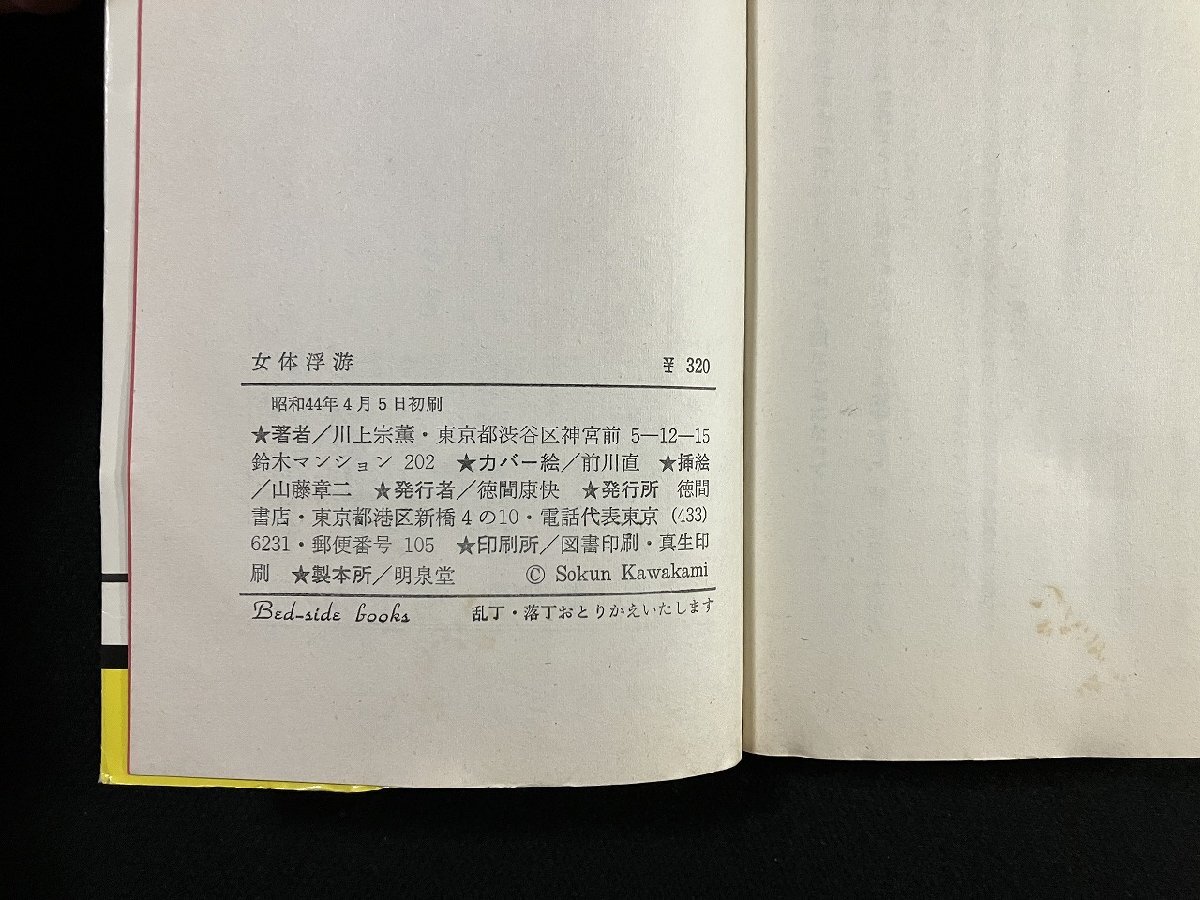 女体浮游 ¥ 320
昭和44年4月5日初刷
★著者/川上宗薫・東京都渋谷区神宮前 5—12—15
鈴木マンション 202 ★カバー絵/前川直 ★挿絵
/山藤章二 ★発行者/徳間康快 ★発行所 徳間
書店・東京都港区新橋4の10・電話代表東京 (433)
6231・郵便番号 105 ★印刷所/図書印刷・真生印
刷 ★製本所/明泉堂 © Sokun Kawakami
Bed-side books 乱丁・落丁おとりかえいたします